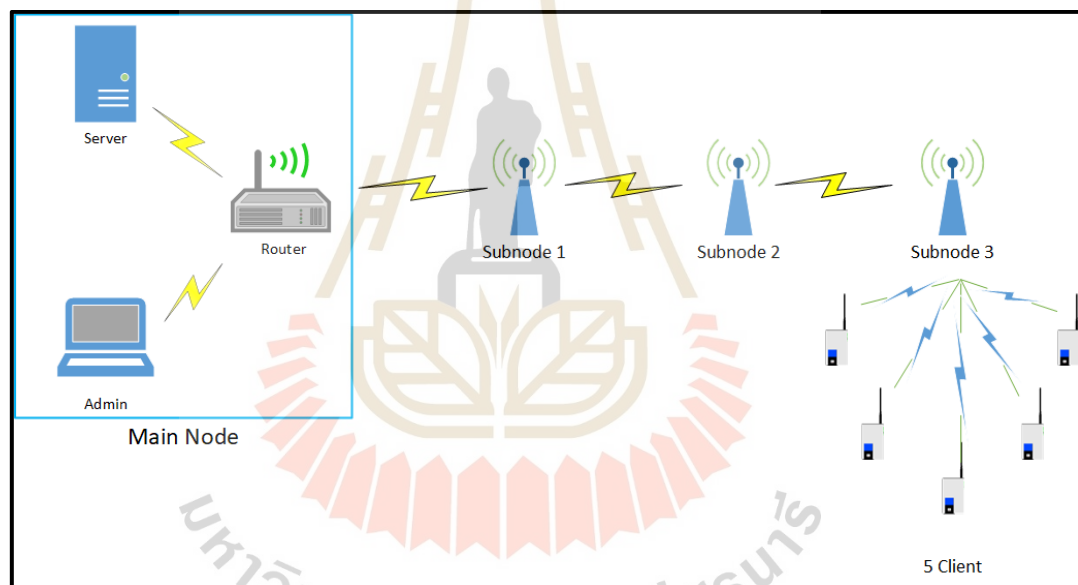 Server
Router
Subnode 1
Subnode 2
Subnode 3
Admin
Main Node
5 Client